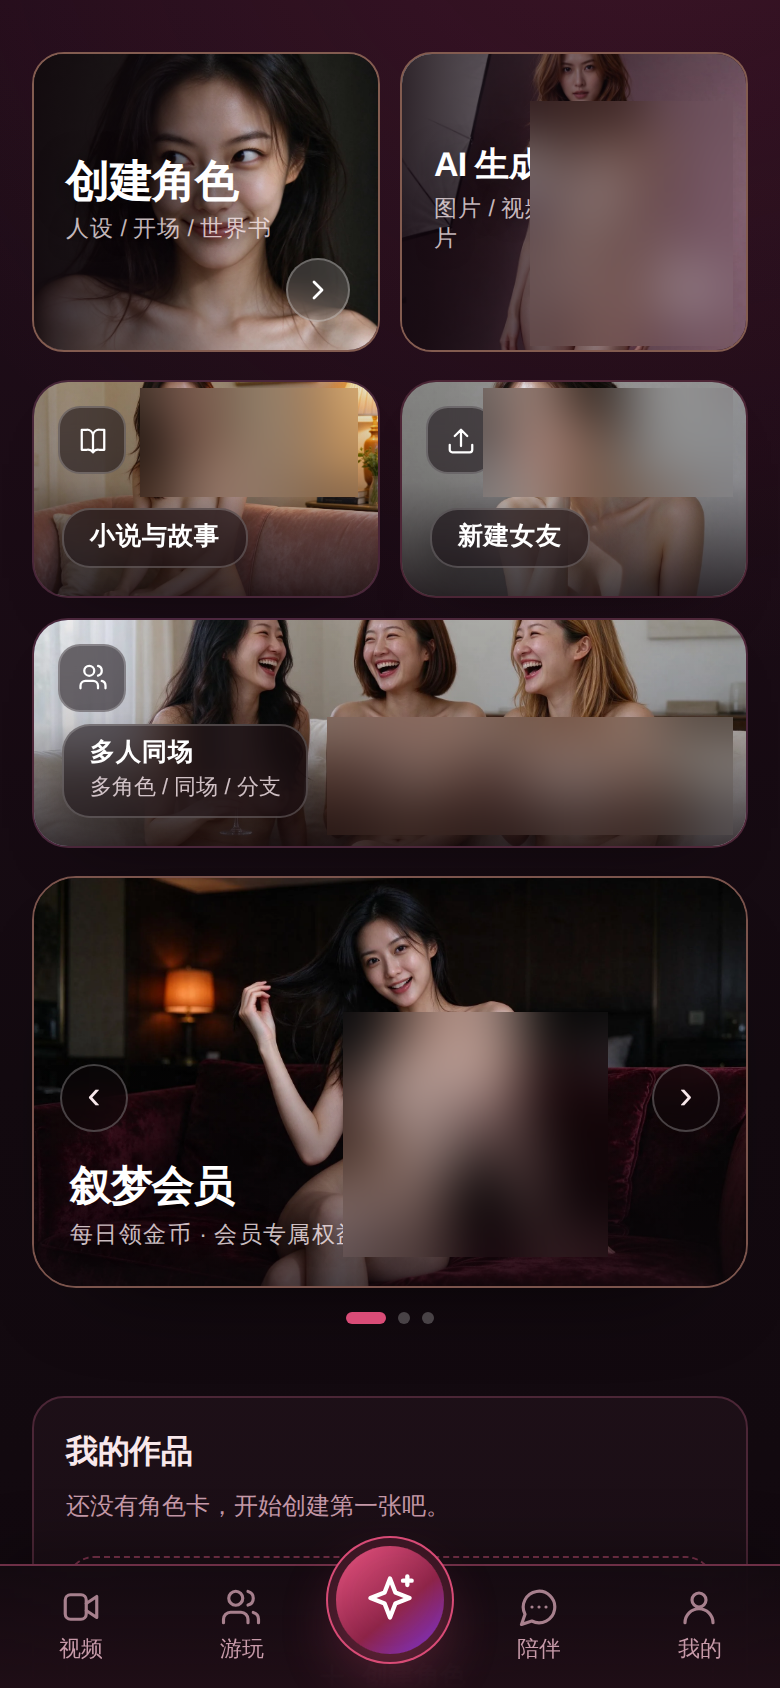 创建角色
人设 / 开场 / 世界书
AI 生
图片 / 视
片
小说与故事
新建女友
多人同场
多角色 / 同场 / 分支
叙梦会员
每日领金币 · 会员专属权
我的作品
还没有角色卡，开始创建第一张吧。
视频
游玩
陪伴
我的